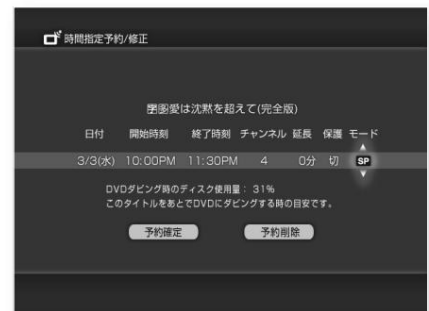 時間指定予約/修正
愛は沈黙を超えて(完全版)
日付 開始時刻 終了時刻 チャンネル 延長 保護 モード
3/3(水) 10:00PM 11:30PM 4 0分 切 SP
DVDダビング時のディスク使用量： 31%
このタイトルをあとでDVDにダビングする時の目安です。
予約確定 予約削除